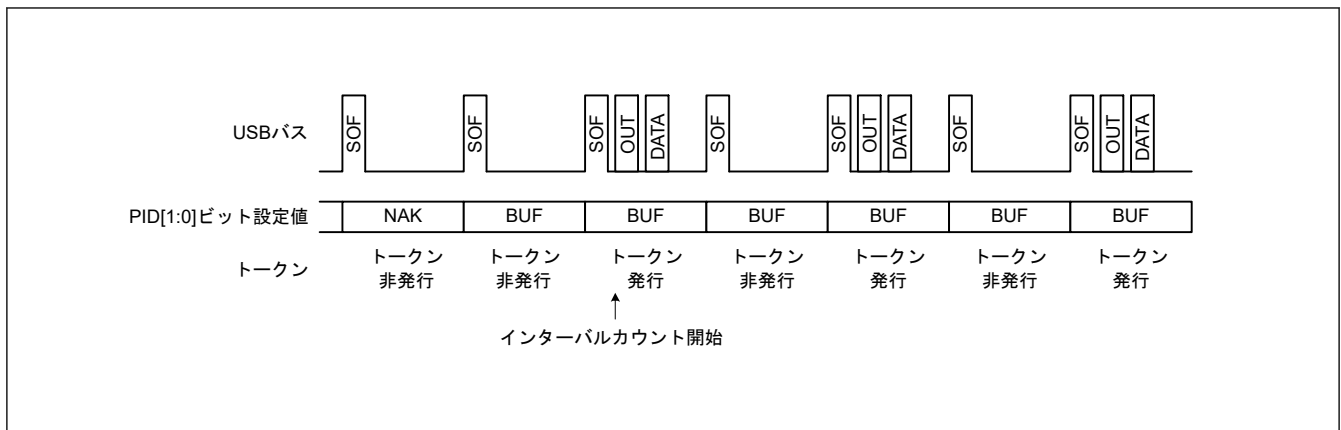 USBバス SOF SOF SOF OUT DATA SOF SOF OUT DATA SOF SOF OUT DATA
PID[1:0]ビット設定値 NAK BUF BUF BUF BUF BUF BUF
トークン トークン 非発行 トークン 非発行 トークン 発行 トークン 非発行 トークン 発行 トークン 非発行 トークン 発行
インターバルカウント開始